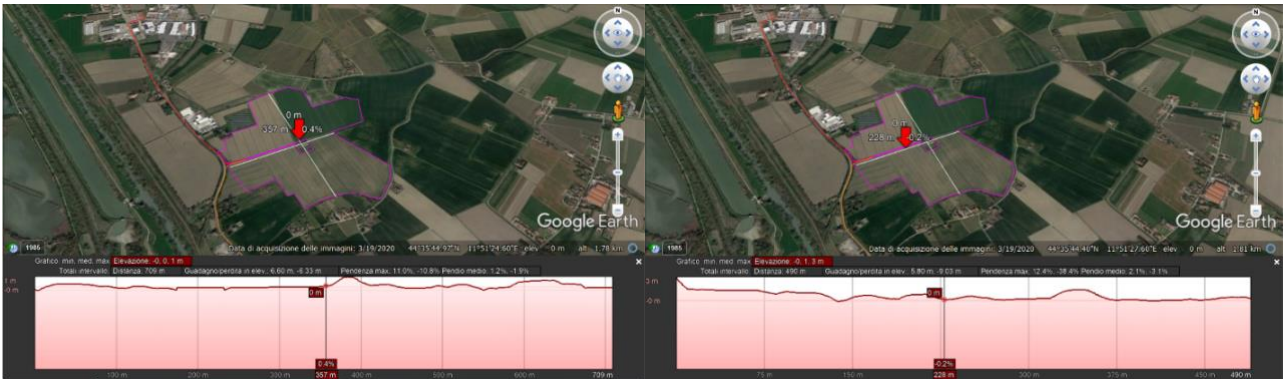 N
0 m
357 m
0.4%
Google Earth
1985
Data di acquisizione delle immagini: 3/19/2020 44°35'44.97"N 11°51'24.60"E elev 0 m alt 1.78 km
Grafico min, med, max Elevazione: -0, 0, 1 m
Totali intervallo: Distanza: 709 m Guadagno/perdita in elev.: 6.60 m, -6.33 m Pendenza max: 11.0%, -10.8% Pendio medio: 1.2%, -1.9%
1 m
-0 m
0 m
0.4%
100 m 200 m 300 m 357 m 400 m 500 m 600 m 709 m
N
0 m
228 m
-0.2%
Google Earth
1985
Data di acquisizione delle immagini: 3/19/2020 44°35'44.40"N 11°51'27.60"E elev 0 m alt 1.81 km
Grafico min, med, max Elevazione: -0, 1, 3 m
Totali intervallo: Distanza: 490 m Guadagno/perdita in elev.: 5.80 m, -9.03 m Pendenza max: 12.4%, -38.4% Pendio medio: 2.1%, -3.1%
3 m
-0 m
0 m
-0.2%
75 m 150 m 228 m 300 m 375 m 450 m 490 m